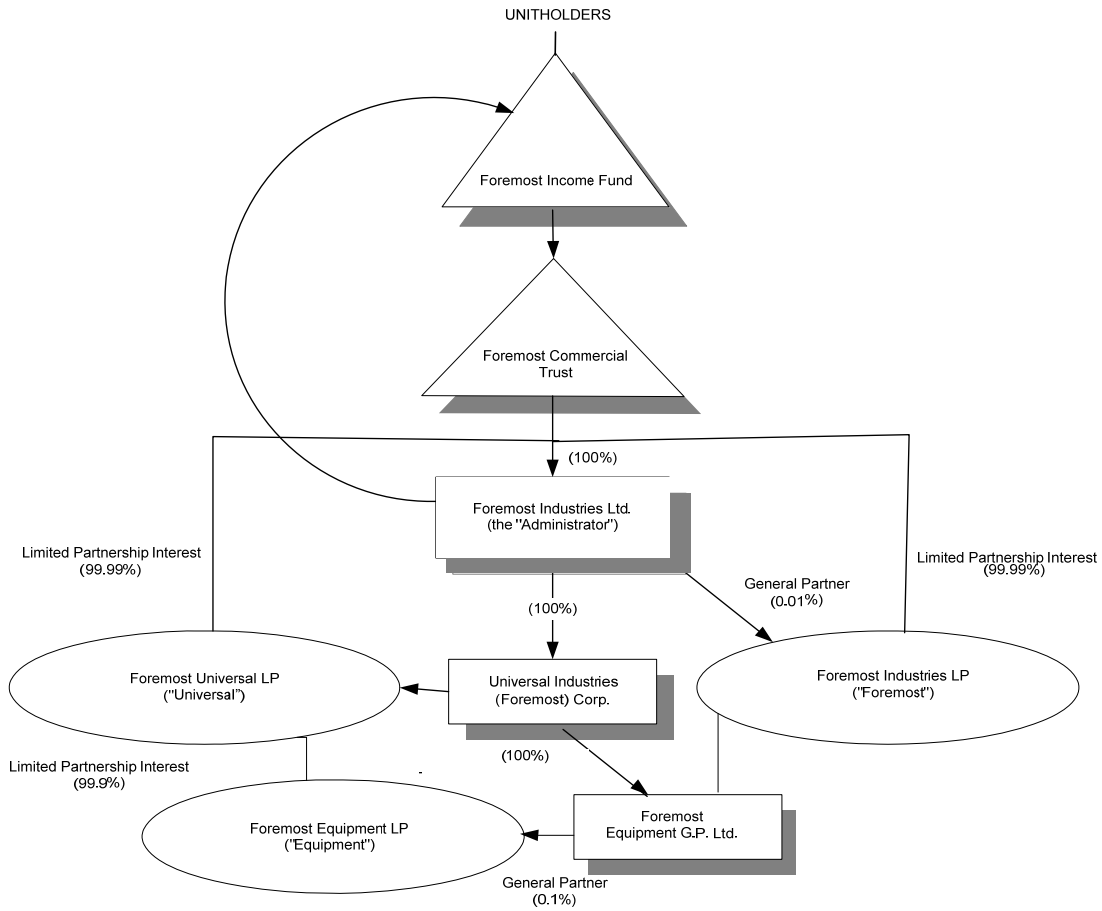 UNITHOLDERS
Foremost Income Fund
Foremost Commercial
Trust
(100%)
Foremost Industries Ltd.
(the "Administrator")
Limited Partnership Interest
(99.99%)
Limited Partnership Interest
(99.99%)
General Partner
(0.01%)
(100%)
Foremost Universal LP
("Universal")
Universal Industries
(Foremost) Corp.
Foremost Industries LP
("Foremost")
(100%)
Limited Partnership Interest
(99.9%)
Foremost Equipment LP
("Equipment")
Foremost
Equipment G.P. Ltd.
General Partner
(0.1%)